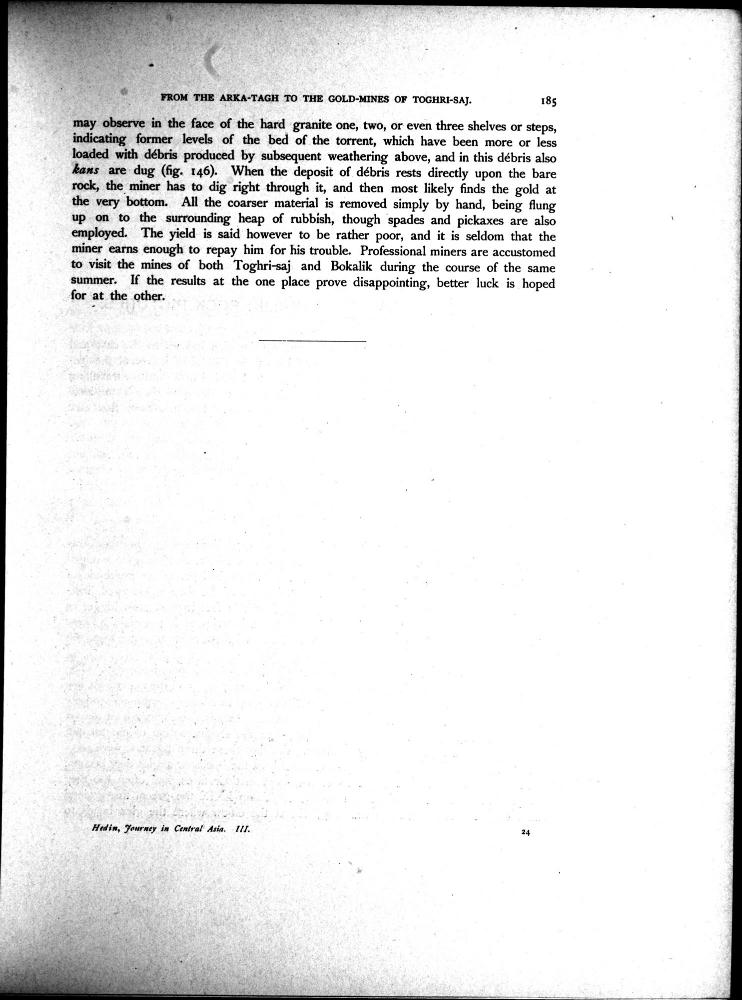 FROM THE ARKA-TAGH TO THE GOLD-MINES OF TOGHRI-SAJ. 185
may observe in the face of the hard granite one, two, or even three shelves or steps,
indicating former levels of the bed of the torrent, which have been more or less
loaded with débris produced by subsequent weathering above, and in this débris also
kans are dug (fig. 146). When the deposit of débris rests directly upon the bare
rock, the miner has to dig right through it, and then most likely finds the gold at
the very bottom. All the coarser material is removed simply by hand, being flung
up on to the surrounding heap of rubbish, though spades and pickaxes are also
employed. The yield is said however to be rather poor, and it is seldom that the
miner earns enough to repay him for his trouble. Professional miners are accustomed
to visit the mines of both Toghri-saj and Bokalik during the course of the same
summer. If the results at the one place prove disappointing, better luck is hoped
for at the other.
Hedin, Journey in Central Asia. III. 24